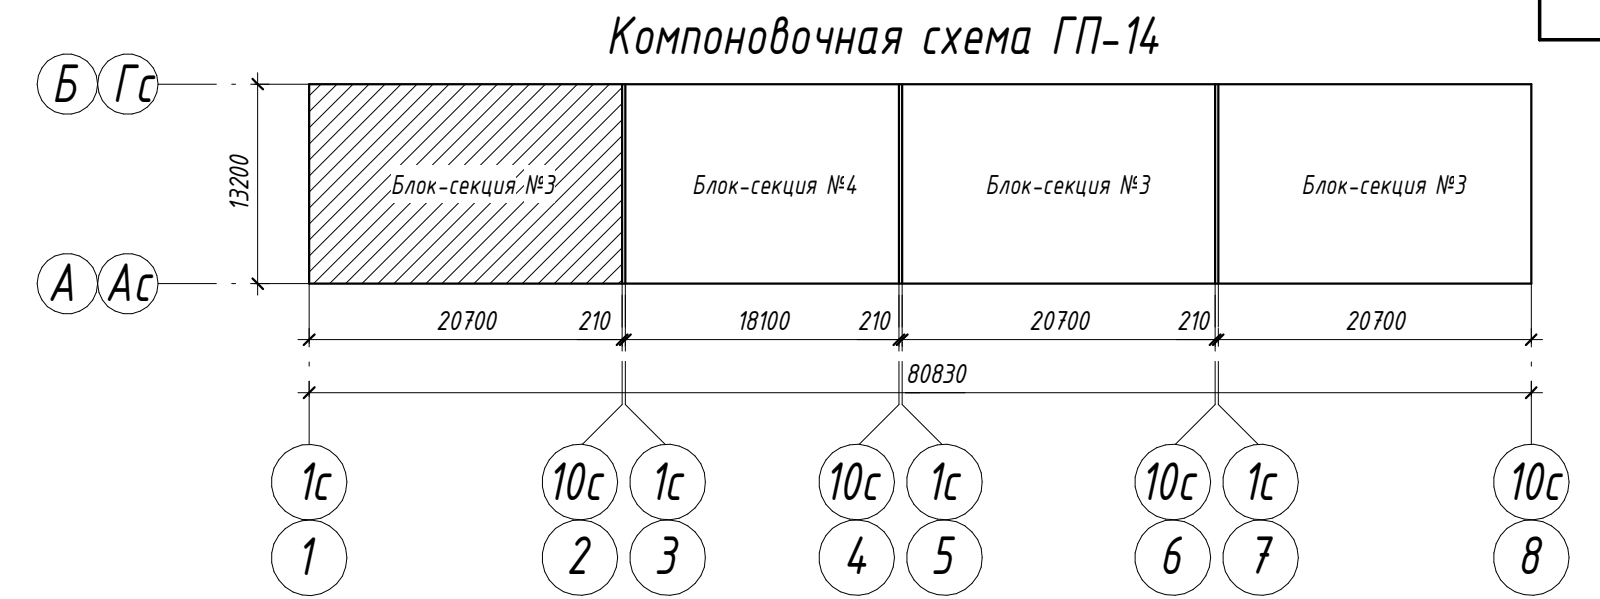 Компоновочная схема ГП-14
Б Гс
13200
Блок-секция №3 Блок-секция №4 Блок-секция №3 Блок-секция №3
А Ас
20700 210 18100 210 20700 210 20700
80830
1с 10с 1с 10с 1с 10с 1с 10с
1 2 3 4 5 6 7 8